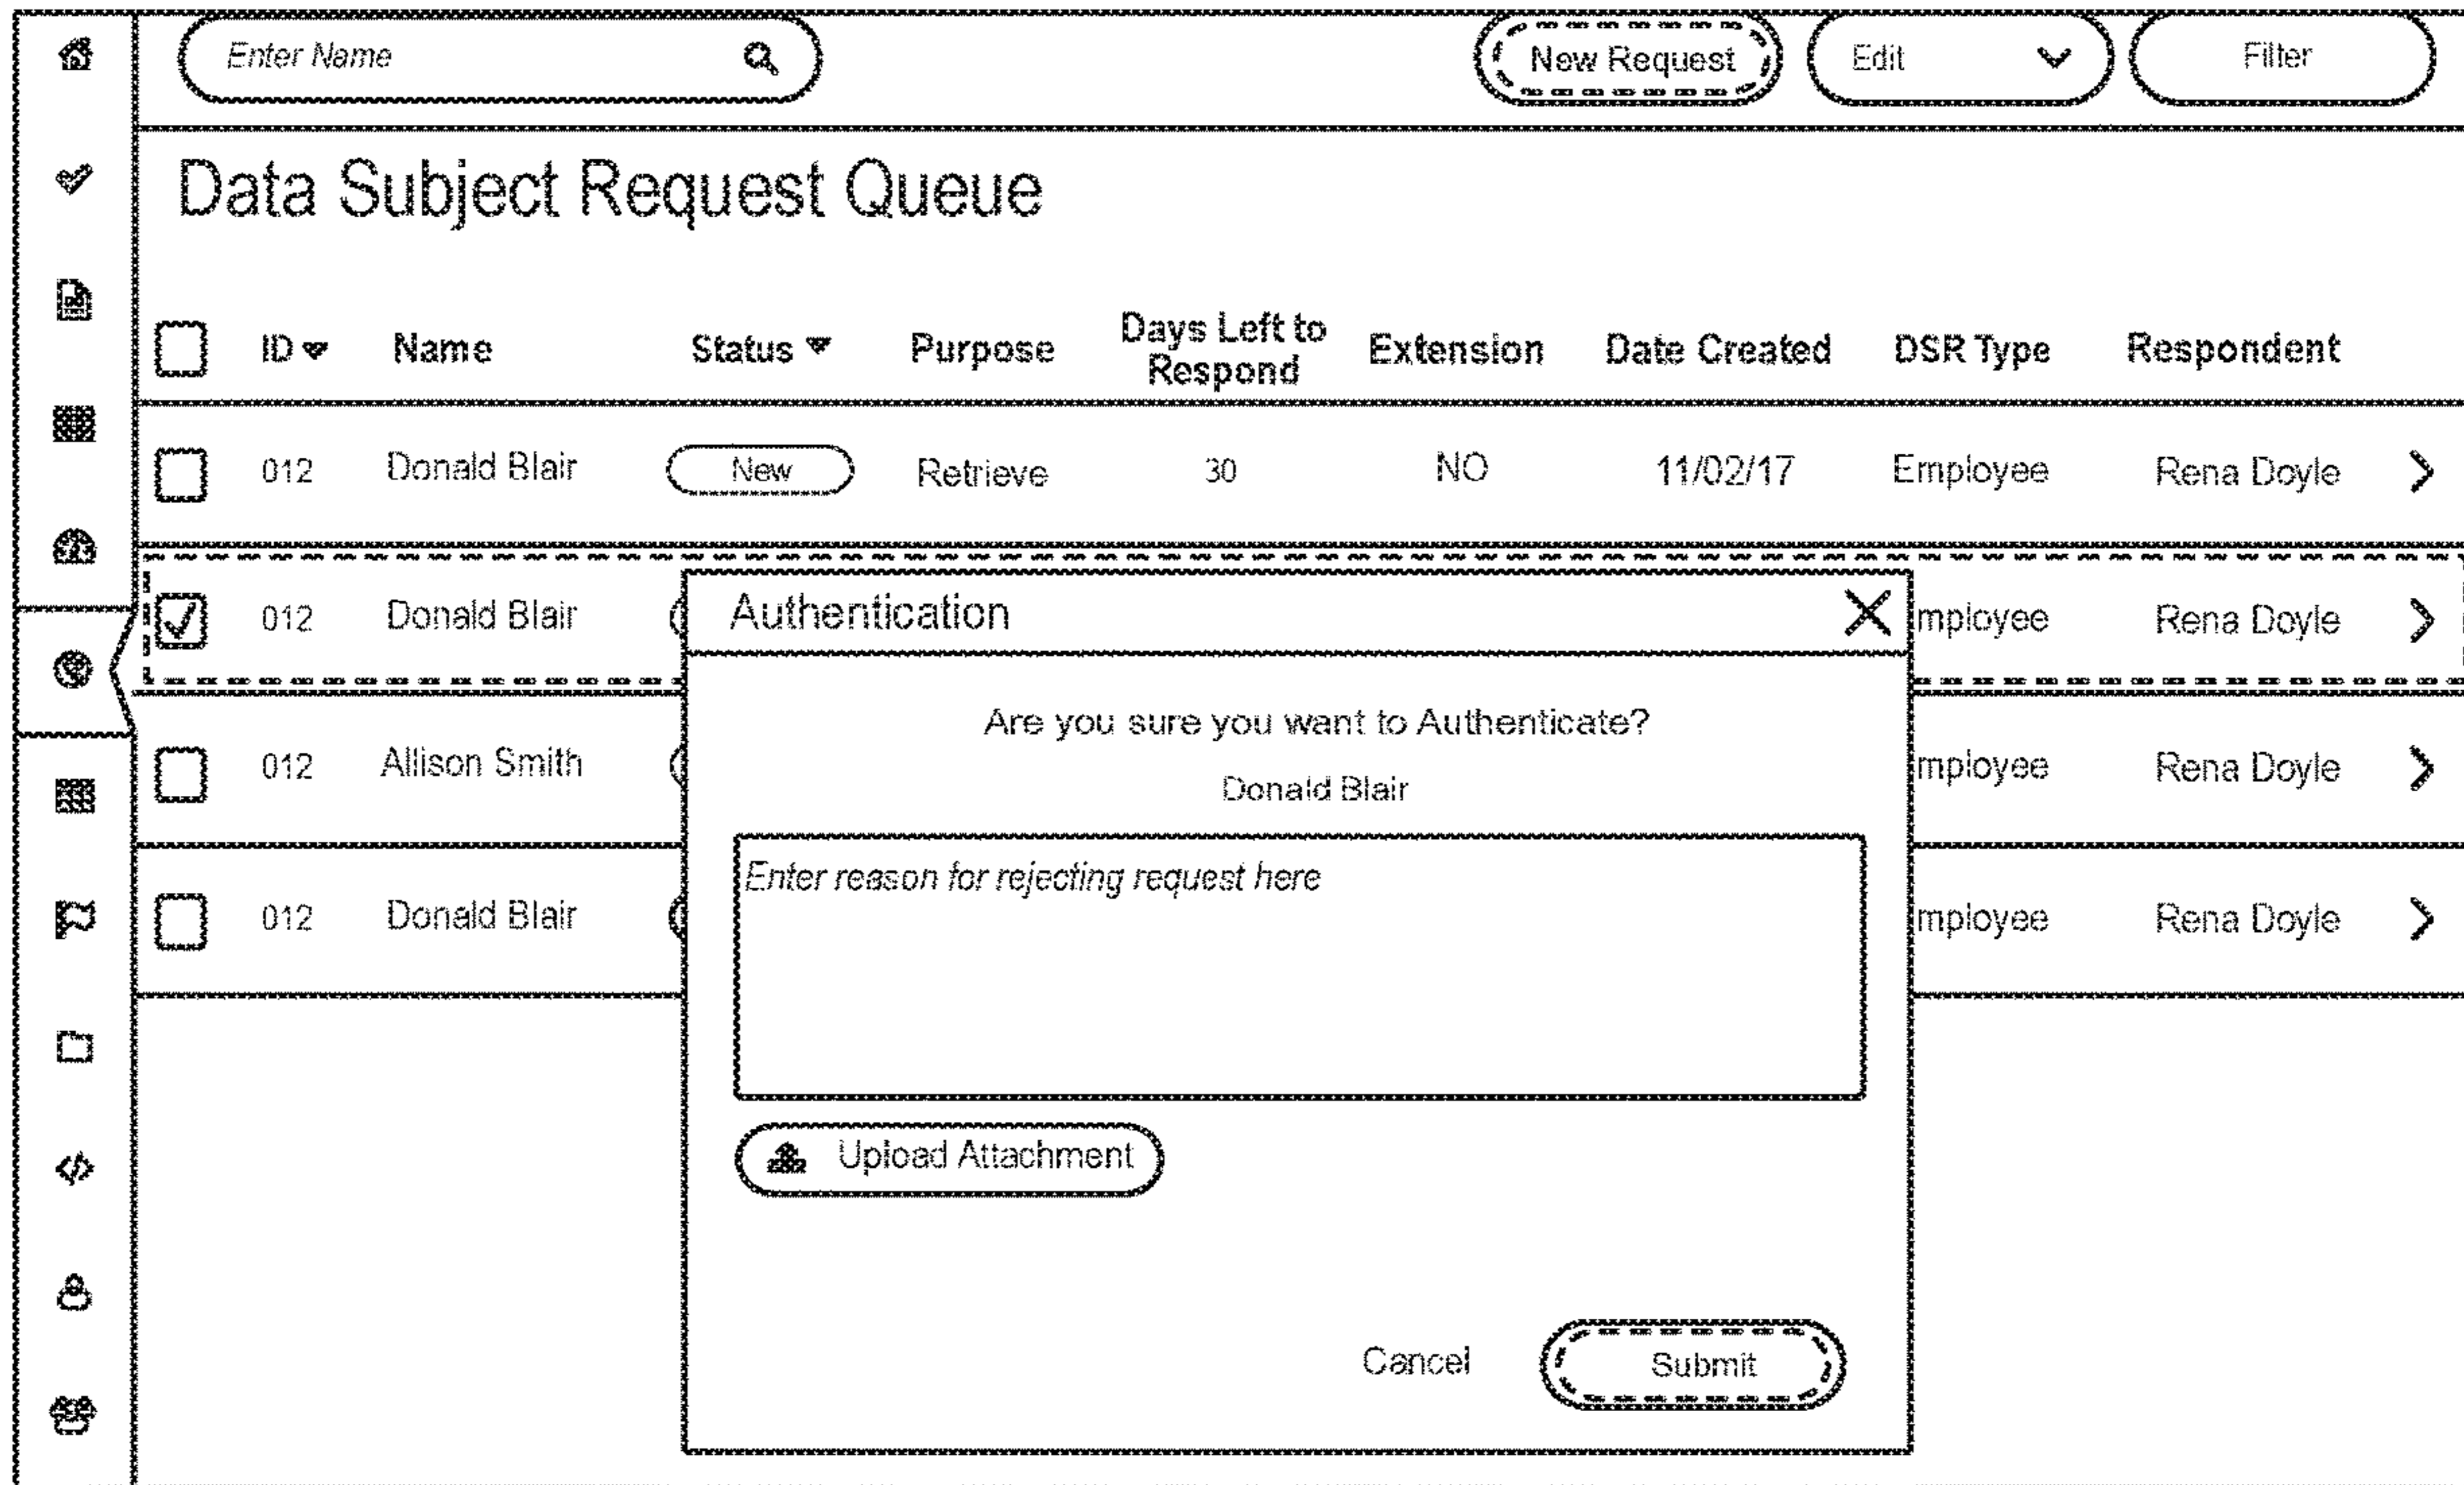 Enter Name
New Request
Edit
Filter
Data Subject Request Queue
ID Name Status Purpose Days Left to Respond Extension Date Created DSR Type Respondent
012 Donald Blair New Retrieve 30 NO 11/02/17 Employee Rena Doyle
012 Donald Blair mployee Rena Doyle
012 Allison Smith mployee Rena Doyle
012 Donald Blair mployee Rena Doyle
Authentication
Are you sure you want to Authenticate?
Donald Blair
Enter reason for rejecting request here
Upload Attachment
Cancel
Submit